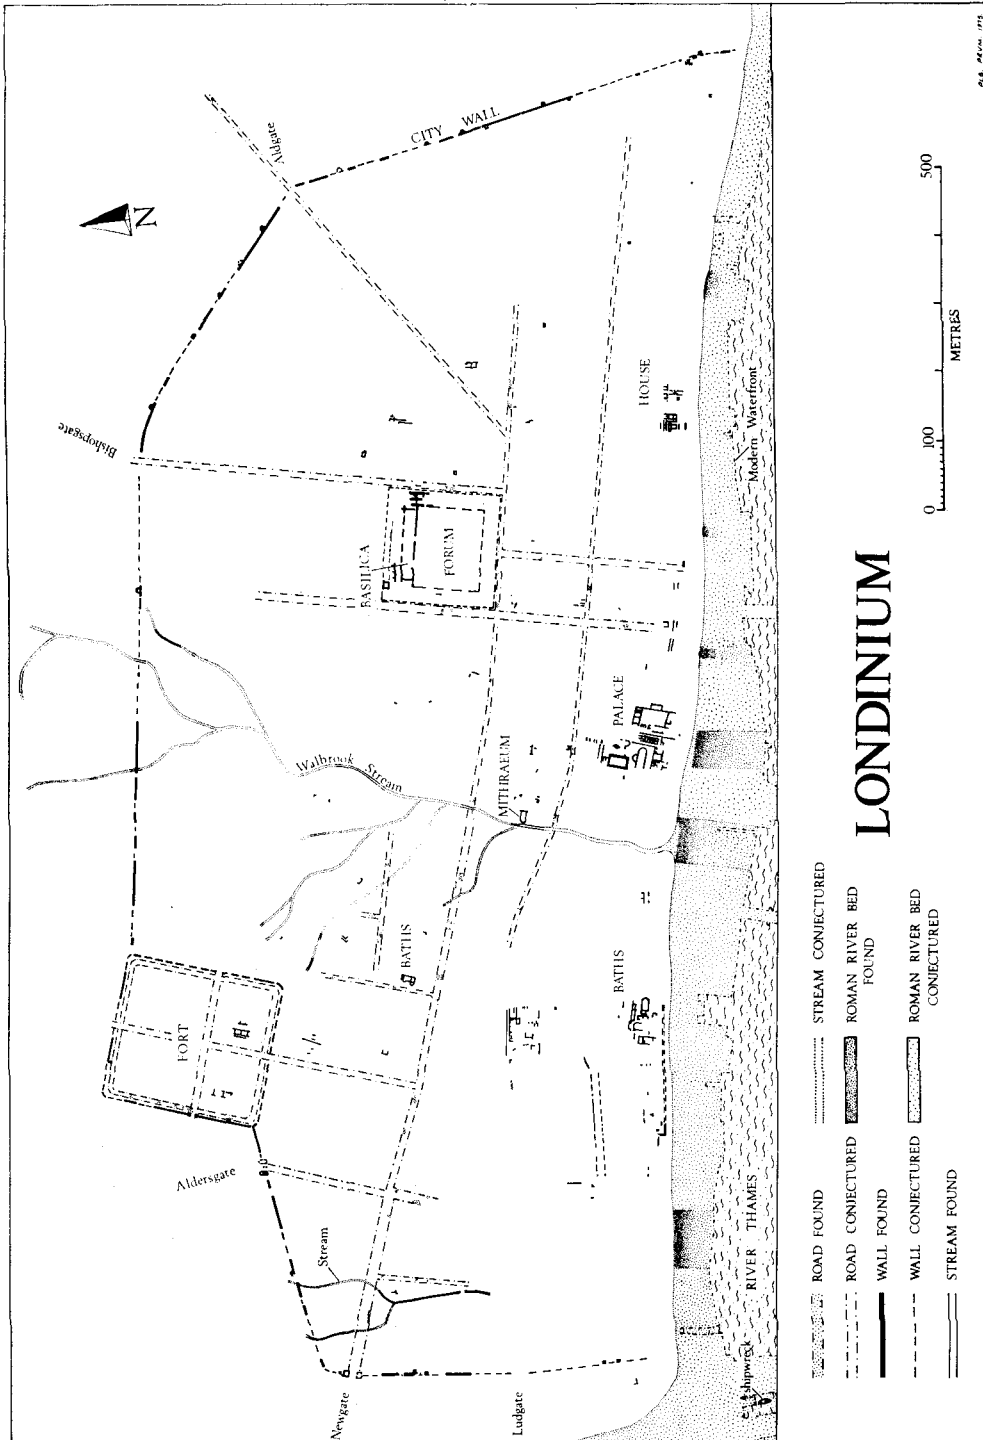 Aldgate
CITY WALL
N
Bishopsgate
BASILICA
FORUM
HOUSE
Walbrook Stream
MITHRAEUM
PALACE
FORT
BATHS
BATHS
Aldersgate
Stream
Newgate
Ludgate
Modern Waterfront
RIVER THAMES
shipwreck
LONDINIUM
0 100 500
METRES
ROAD FOUND
ROAD CONJECTURED
WALL FOUND
WALL CONJECTURED
STREAM FOUND
STREAM CONJECTURED
ROMAN RIVER BED
FOUND
ROMAN RIVER BED
CONJECTURED